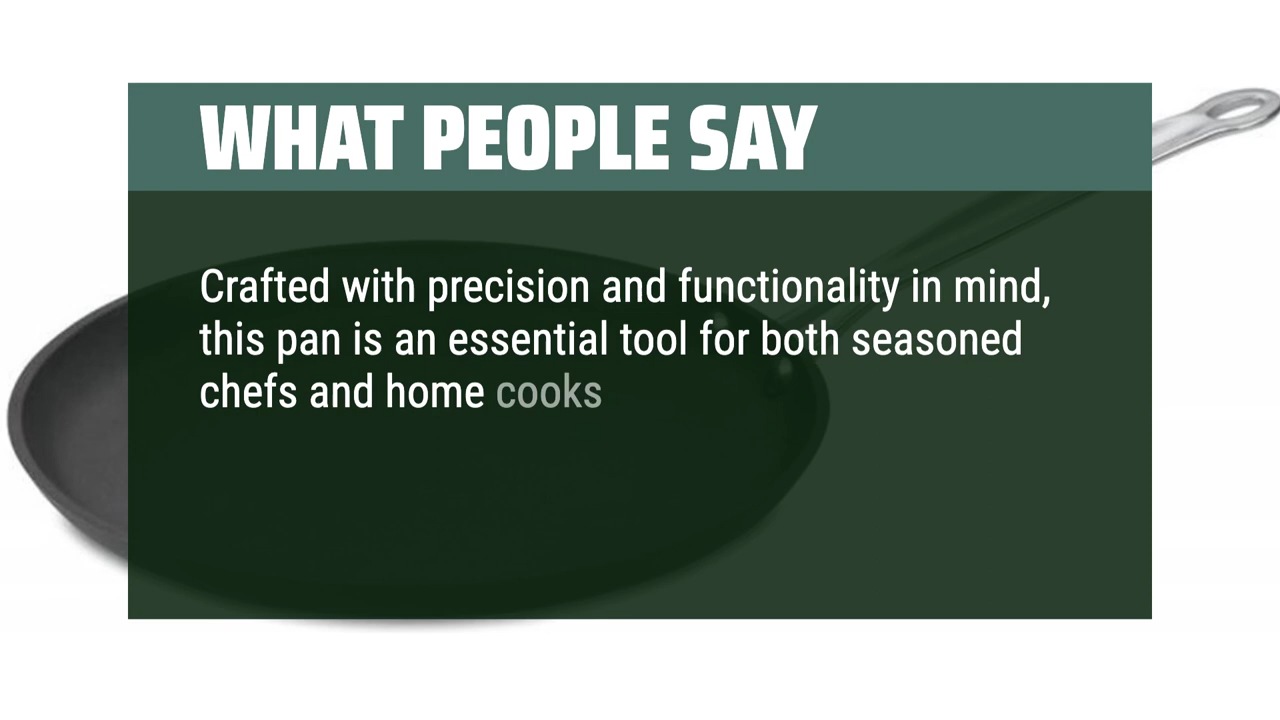 WHAT PEOPLE SAY
Crafted with precision and functionality in mind,
this pan is an essential tool for both seasoned
chefs and home cooks